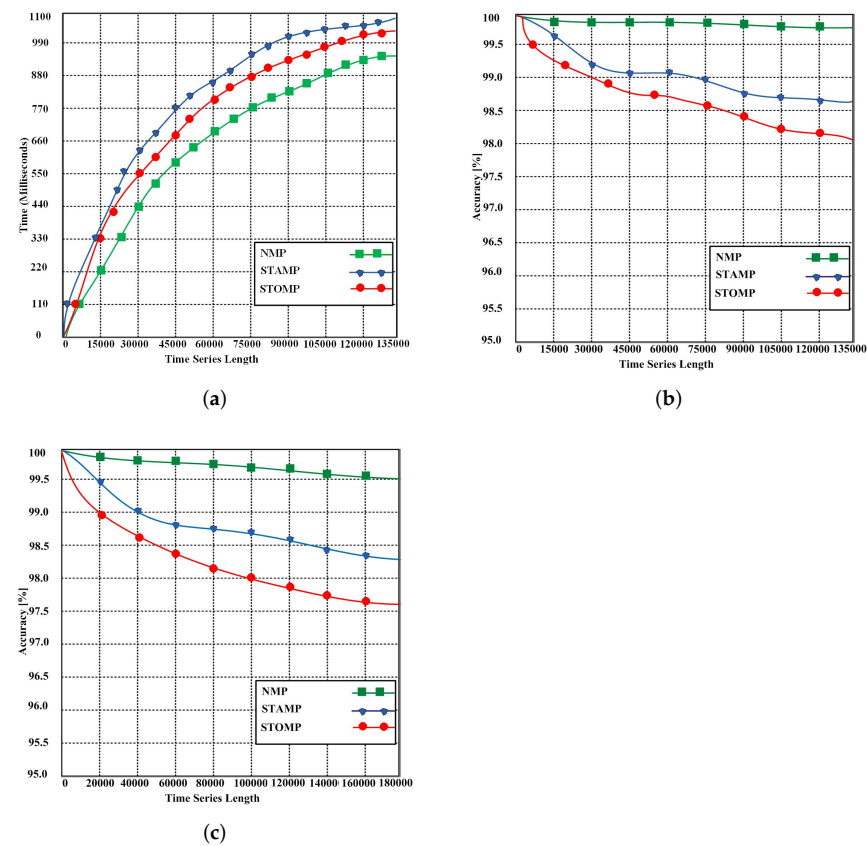 1100
990
880
770
660
550
440
330
220
110
0
Time (Milliseconds)
NMP
STAMP
STOMP
0 15000 30000 45000 60000 75000 90000 105000 120000 135000
Time Series Length
(a)
100
99.5
99.0
98.5
98.0
97.5
97.0
96.5
96.0
95.5
95.0
Accuracy [%]
NMP
STAMP
STOMP
0 15000 30000 45000 60000 75000 90000 105000 120000 135000
Time Series Length
(b)
100
99.5
99.0
98.5
98.0
97.5
97.0
96.5
96.0
95.5
95.0
Accuracy [%]
NMP
STAMP
STOMP
0 20000 40000 60000 80000 100000 120000 14000 160000 180000
Time Series Length
(c)